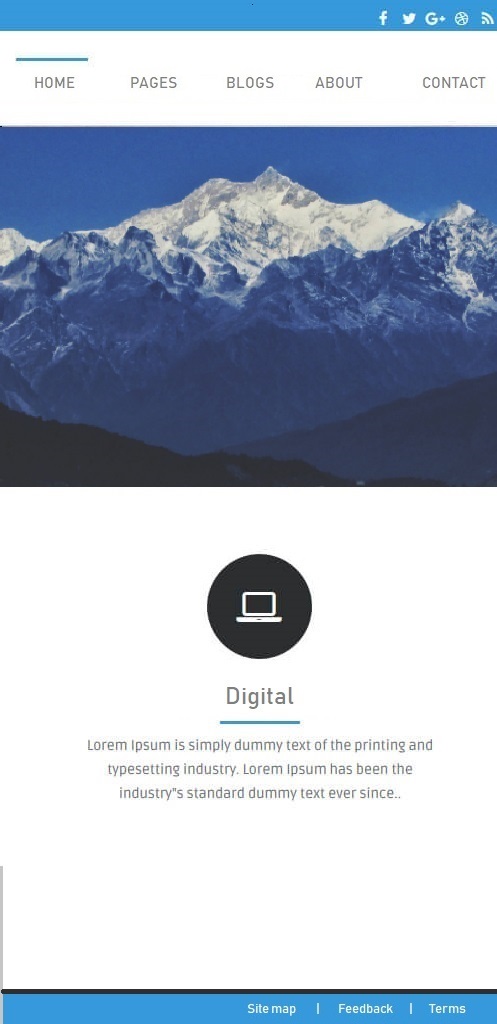 HOME PAGES BLOGS ABOUT CONTACT
Digital
Lorem Ipsum is simply dummy text of the printing and
typesetting industry. Lorem Ipsum has been the
industry"s standard dummy text ever since..
Site map | Feedback | Terms